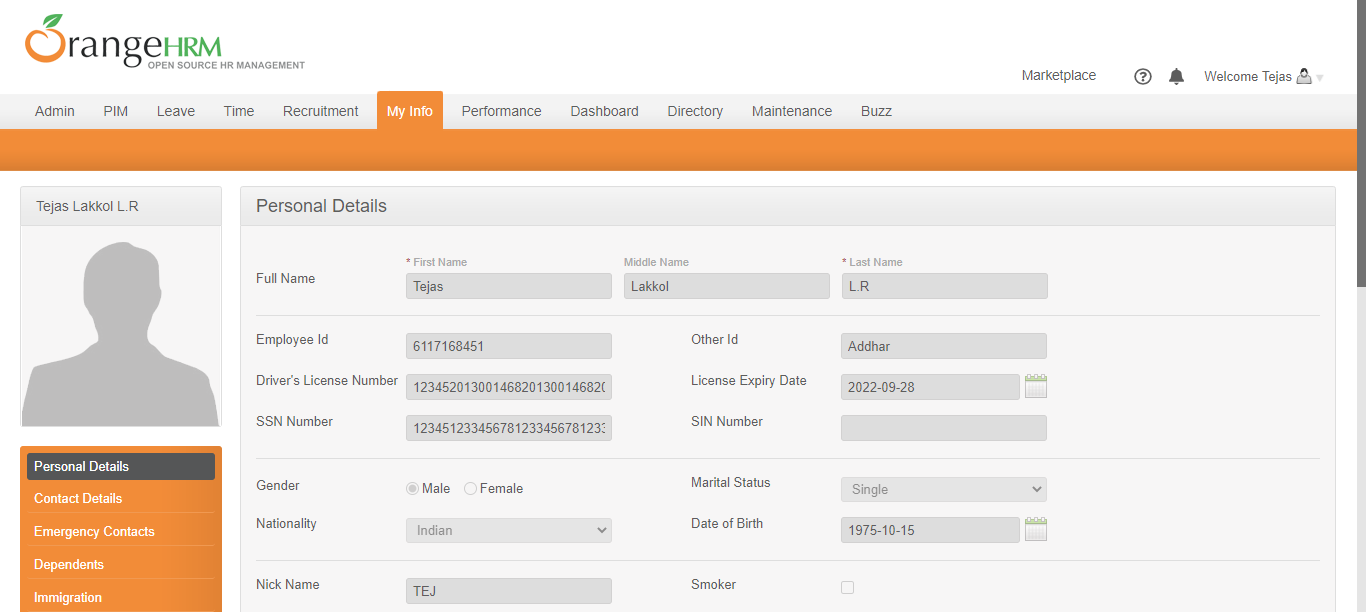 OrangeHRM
OPEN SOURCE HR MANAGEMENT
Marketplace ? Welcome Tejas
Admin PIM Leave Time Recruitment My Info Performance Dashboard Directory Maintenance Buzz
Tejas Lakkol L.R
Personal Details
* First Name Middle Name * Last Name
Full Name Tejas Lakkol L.R
Employee Id 6117168451 Other Id Addhar
Driver's License Number 123452013001468201300146820 License Expiry Date 2022-09-28
SSN Number 123451233456781233456781233 SIN Number
Gender Male Female Marital Status Single
Nationality Indian Date of Birth 1975-10-15
Nick Name TEJ Smoker
Personal Details
Contact Details
Emergency Contacts
Dependents
Immigration